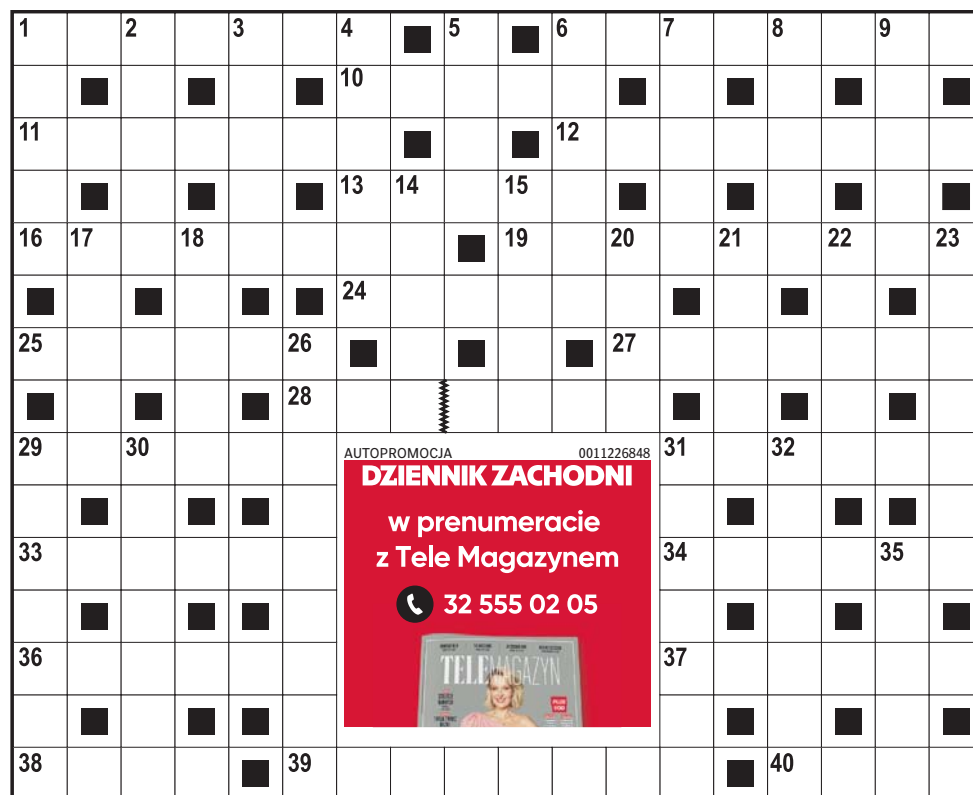 1 2 3 4 5 6 7 8 9
10
11 12
13 14 15
16 17 18 19 20 21 22 23
24
25 26 27
28
29 30 31 32
AUTOPROMOCJA 0011226848
DZIENNIK ZACHODNI
w prenumeracie
z Tele Magazynem
33 34 35
32 555 02 05
36 37
TELEMAGAZYN
38 39 40